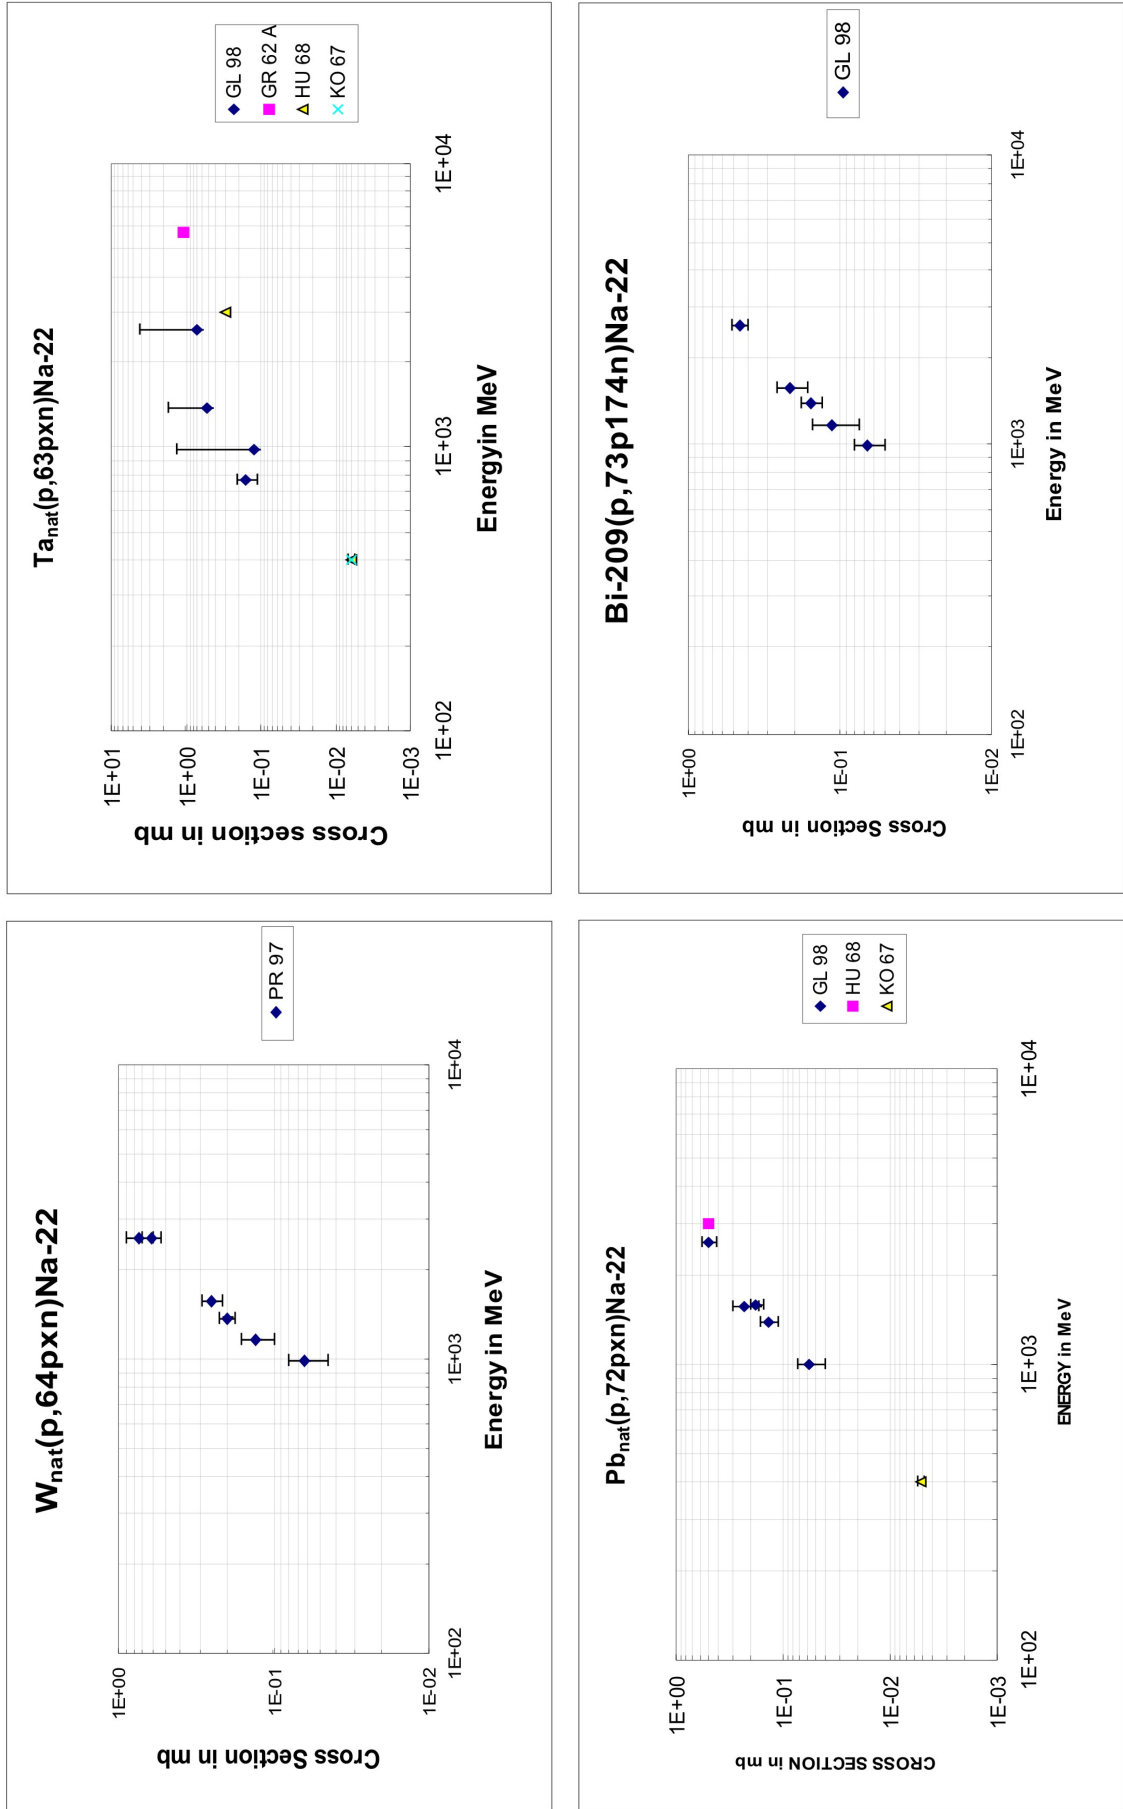 W nat(p,64pxn)Na-22
1E+00
1E-01
1E-02
Cross Section in mb
1E+02
1E+03
1E+04
Energy in MeV
PR 97
Ta nat(p,63pxn)Na-22
1E+01
1E+00
1E-01
1E-02
1E-03
Cross section in mb
1E+02
1E+03
1E+04
Energyin MeV
GL 98
GR 62 A
HU 68
KO 67
Pb nat(p,72pxn)Na-22
1E+00
1E-01
1E-02
1E-03
CROSS SECTION in mb
1E+02
1E+03
1E+04
ENERGY in MeV
GL 98
HU 68
KO 67
Bi-209(p,73p174n)Na-22
1E+00
1E-01
1E-02
Cross Section in mb
1E+02
1E+03
1E+04
Energy in MeV
GL 98